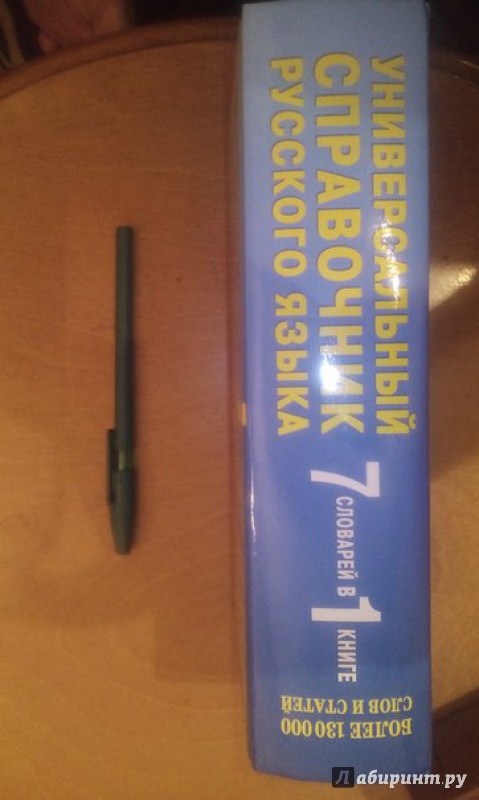 УНИВЕРСАЛЬНЫЙ
СПРАВОЧНИК
РУССКОГО ЯЗЫКА
7 СЛОВАРЕЙ В 1 КНИГЕ
БОЛЕЕ 130 000
СЛОВ И СТАТЕЙ
Лабиринт.ру